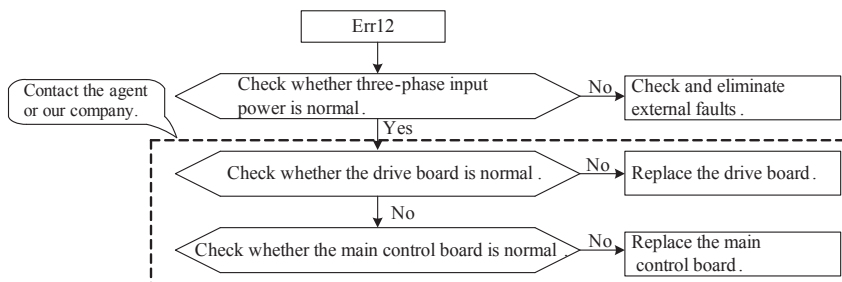 Err12
Contact the agent
or our company.
Check whether three-phase input
power is normal.
No
Check and eliminate
external faults.
Yes
Check whether the drive board is normal.
No
Replace the drive board.
No
Check whether the main control board is normal.
No
Replace the main
control board.